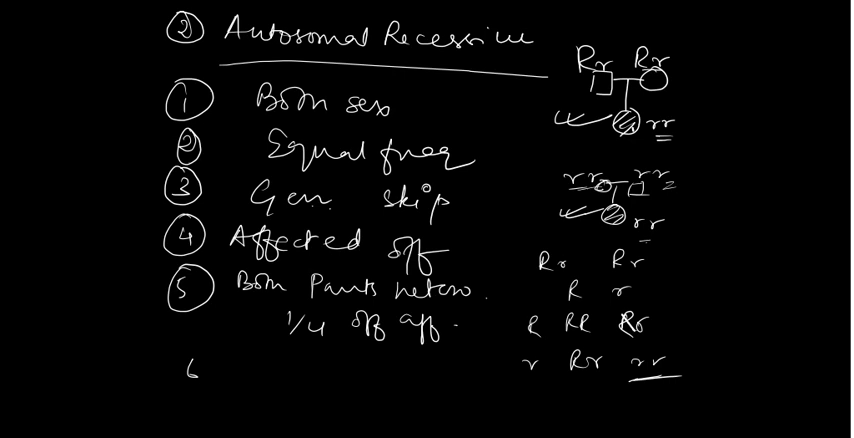 ② Autosomal Recessive
① Both sex
② Equal freq
③ Gen. skip
④ Affected off
⑤ Both Parents hetero.
1/4 off aff.
6
Rr Rr
rr
rr rr
rr
Rr Rr
R r
R RR Rr
r Rr rr